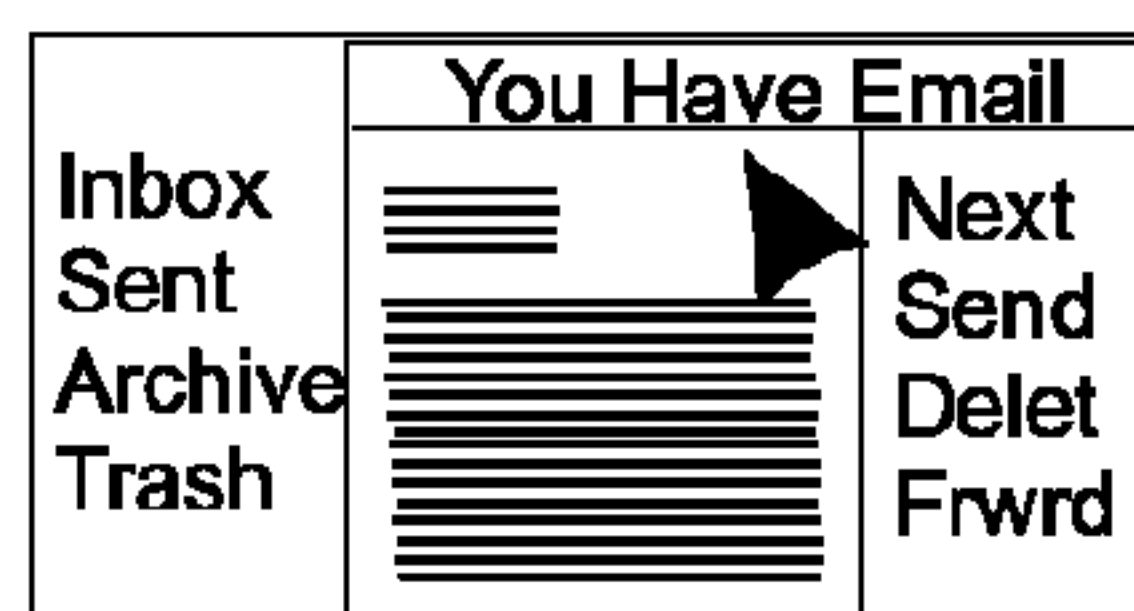 You Have Email
Inbox
Sent
Archive
Trash
Next
Send
Delet
Frwrd